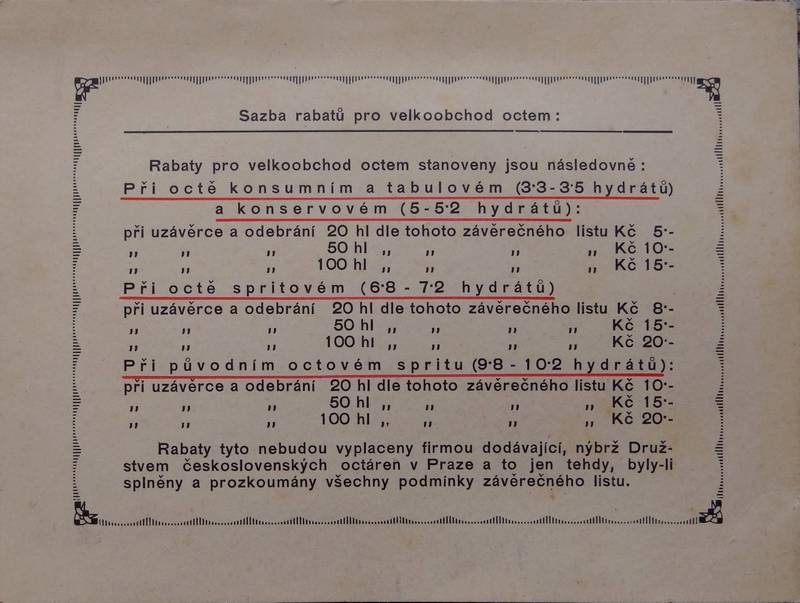 Sazba rabatů pro velkoobchod octem:
Rabaty pro velkoobchod octem stanoveny jsou následovně:
Při octě konsumním a tabulovém (3·3-3·5 hydrátů)
a konservovém (5-5·2 hydrátů):
při uzávěrce a odebrání 20 hl dle tohoto závěrečného listu Kč 5·-
„ „ „ 50 hl „ „ „ „ Kč 10·-
„ „ „ 100 hl „ „ „ „ Kč 15·-
Při octě spritovém (6·8 - 7·2 hydrátů)
při uzávěrce a odebrání 20 hl dle tohoto závěrečného listu Kč 8·-
„ „ „ 50 hl „ „ „ „ Kč 15·-
„ „ „ 100 hl „ „ „ „ Kč 20·-
Při původním octovém spritu (9·8 - 10·2 hydrátů):
při uzávěrce a odebrání 20 hl dle tohoto závěrečného listu Kč 10·-
„ „ „ 50 hl „ „ „ „ Kč 15·-
„ „ „ 100 hl „ „ „ „ Kč 20·-
Rabaty tyto nebudou vyplaceny firmou dodávající, nýbrž Druž-
stvem československých octáren v Praze a to jen tehdy, byly-li
splněny a prozkoumány všechny podmínky závěrečného listu.